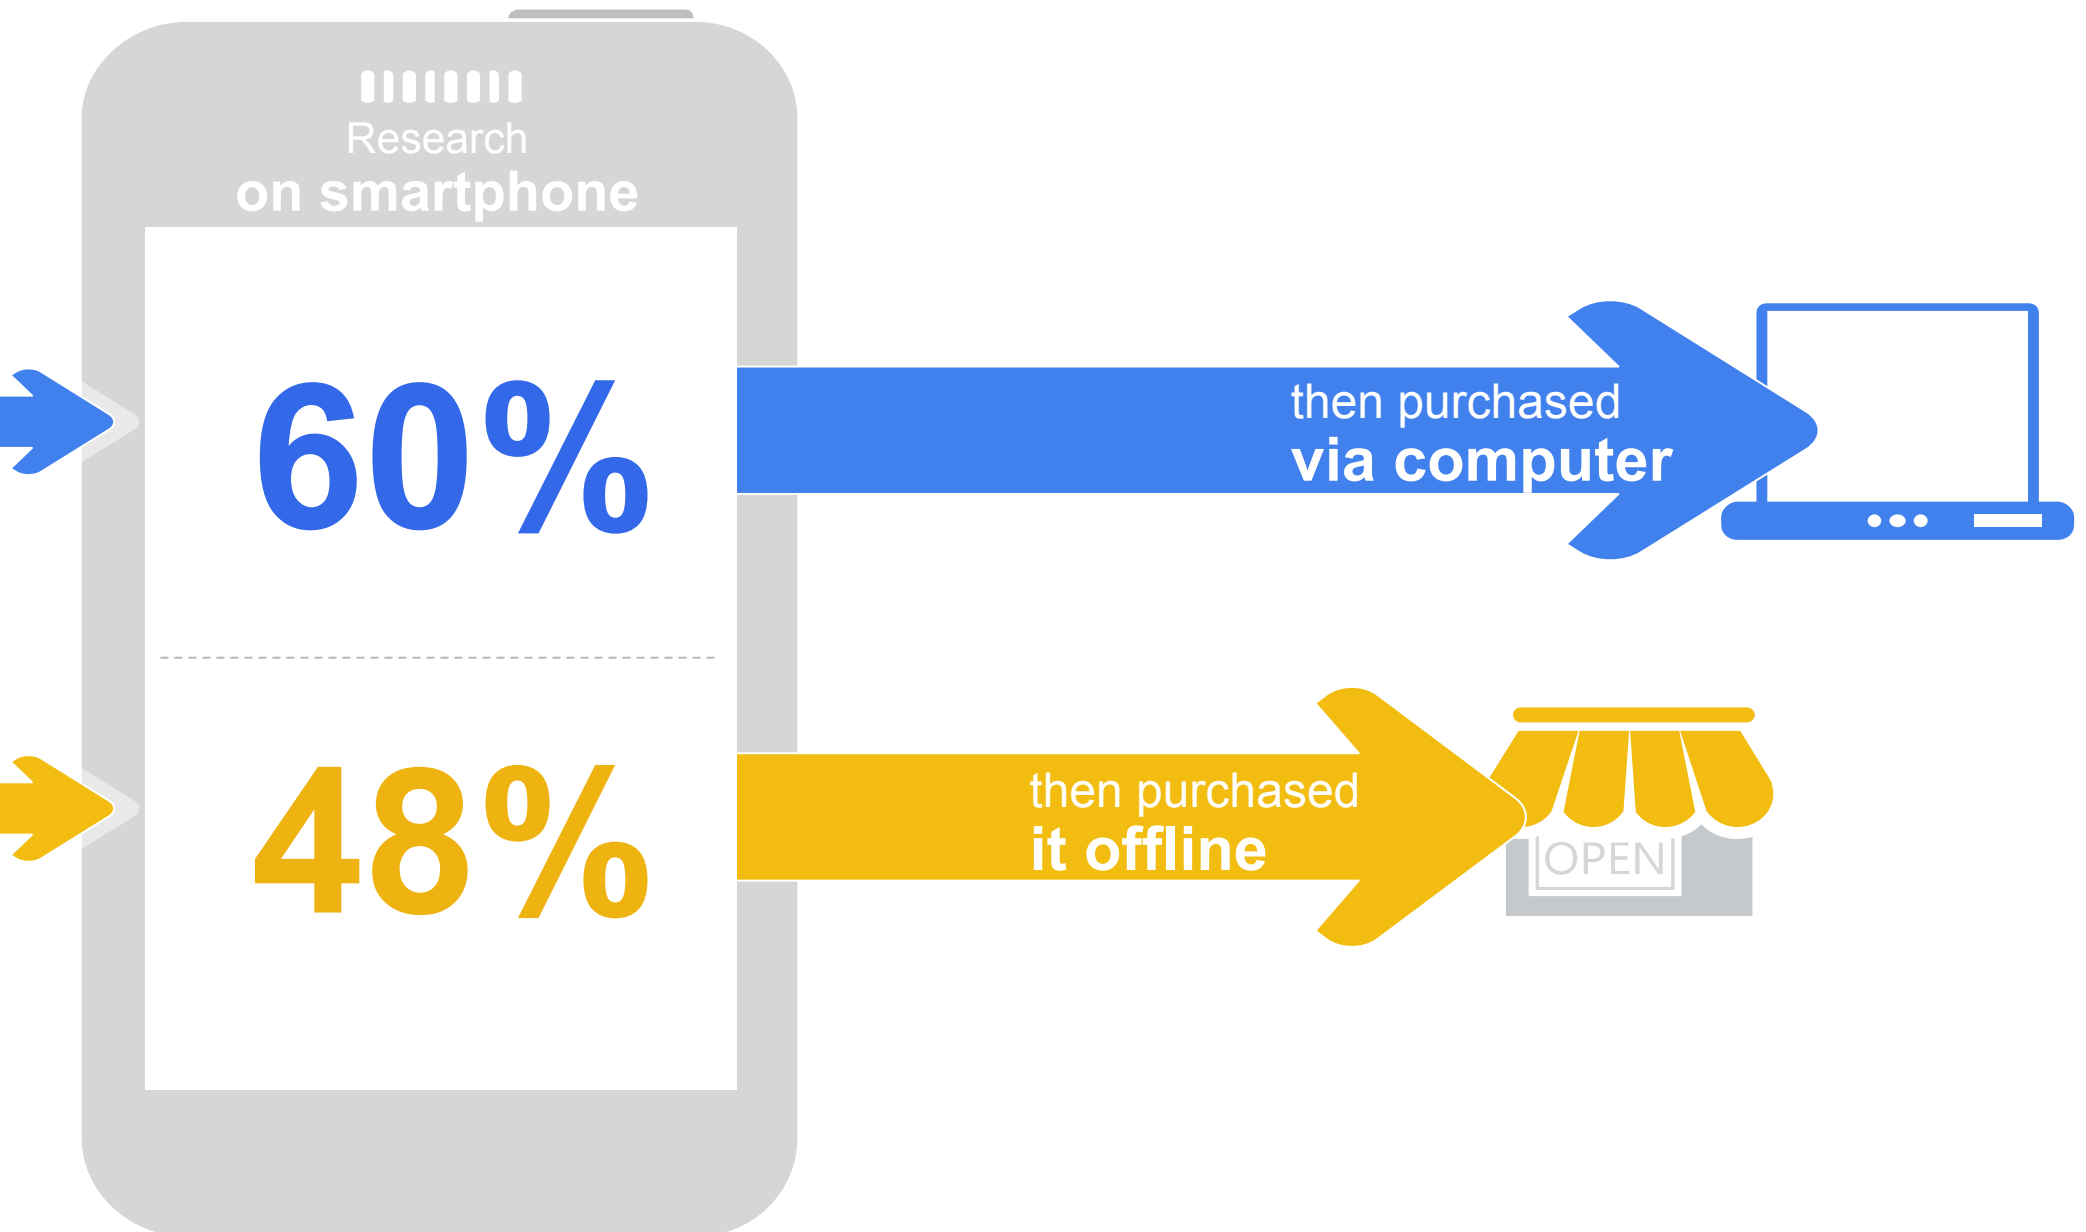 Research
on smartphone
60%
then purchased
via computer
48%
then purchased
it offline
OPEN